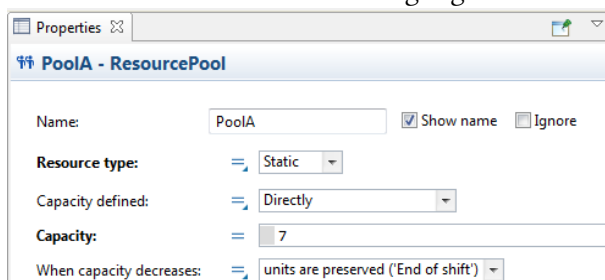 Properties
PoolA - ResourcePool
Name: PoolA Show name Ignore
Resource type: = Static
Capacity defined: = Directly
Capacity: = 7
When capacity decreases: = units are preserved ('End of shift')